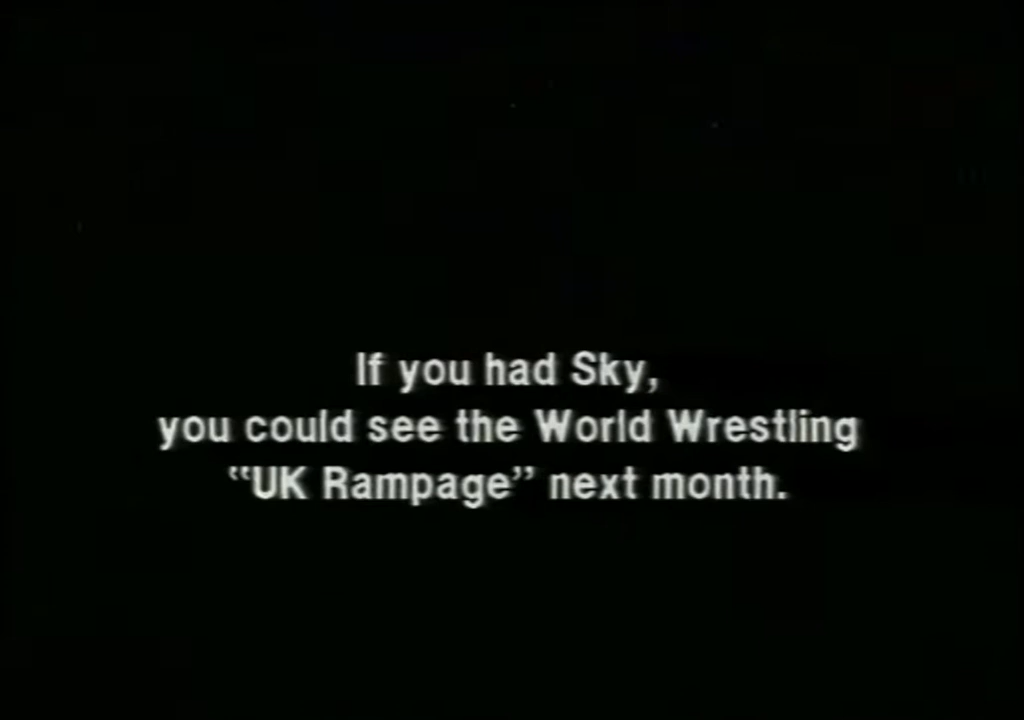 If you had Sky,
you could see the World Wrestling
“UK Rampage” next month.